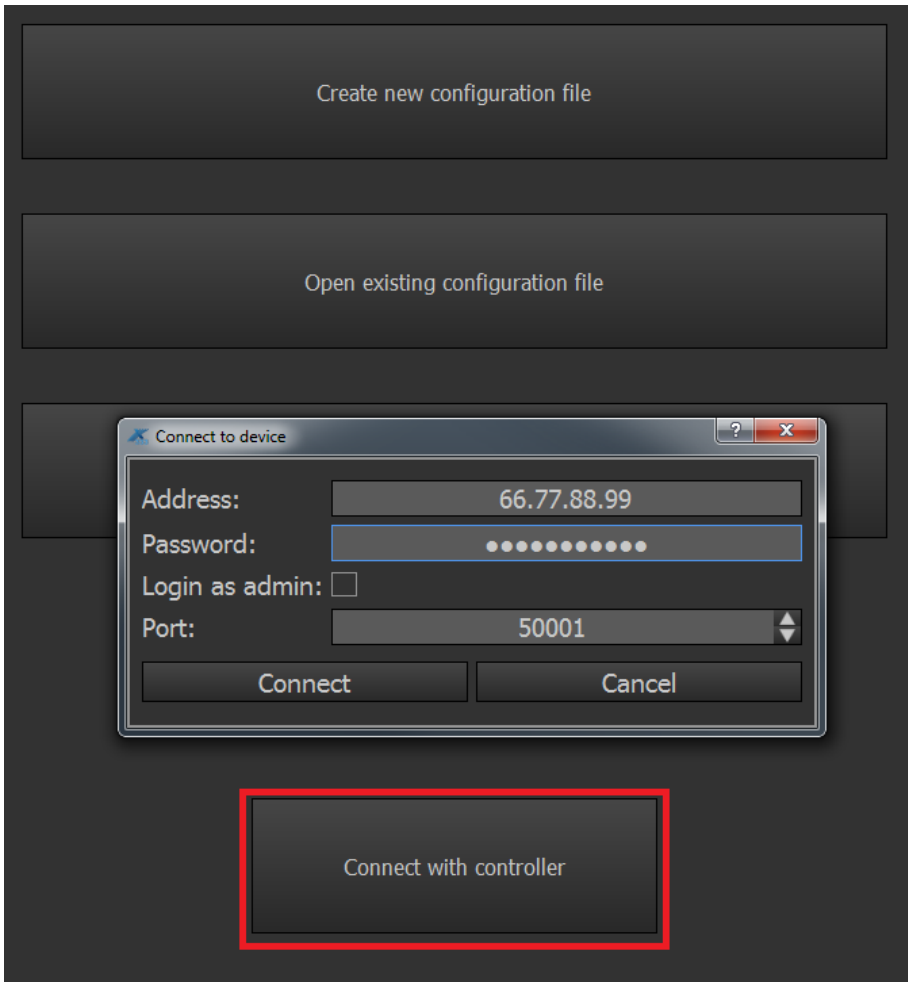 Create new configuration file
Open existing configuration file
Connect to device
Address: 66.77.88.99
Password: ●●●●●●●●●●●
Login as admin:
Port: 50001
Connect Cancel
Connect with controller